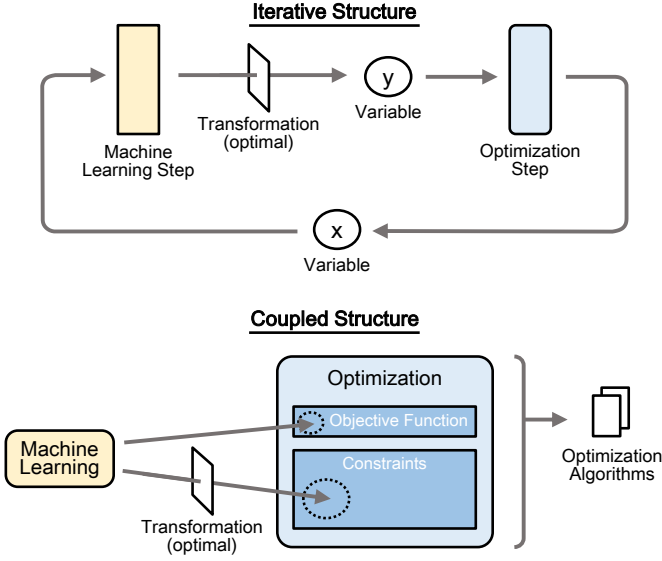 Iterative Structure
y
Transformation
(optimal)
Variable
Machine
Learning Step
Optimization
Step
x
Variable
Coupled Structure
Optimization
Objective Function
Machine
Learning
Constraints
Transformation
(optimal)
Optimization
Algorithms